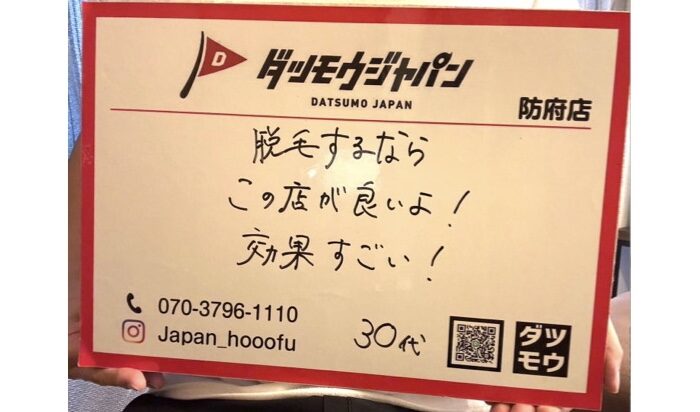 D
ダツモウジャパン
DATSUMO JAPAN
防府店
脱毛するなら
この店が良いよ!
効果すごい!
070-3796-1110
Japan_hooofu
30代
ダツ
モウ